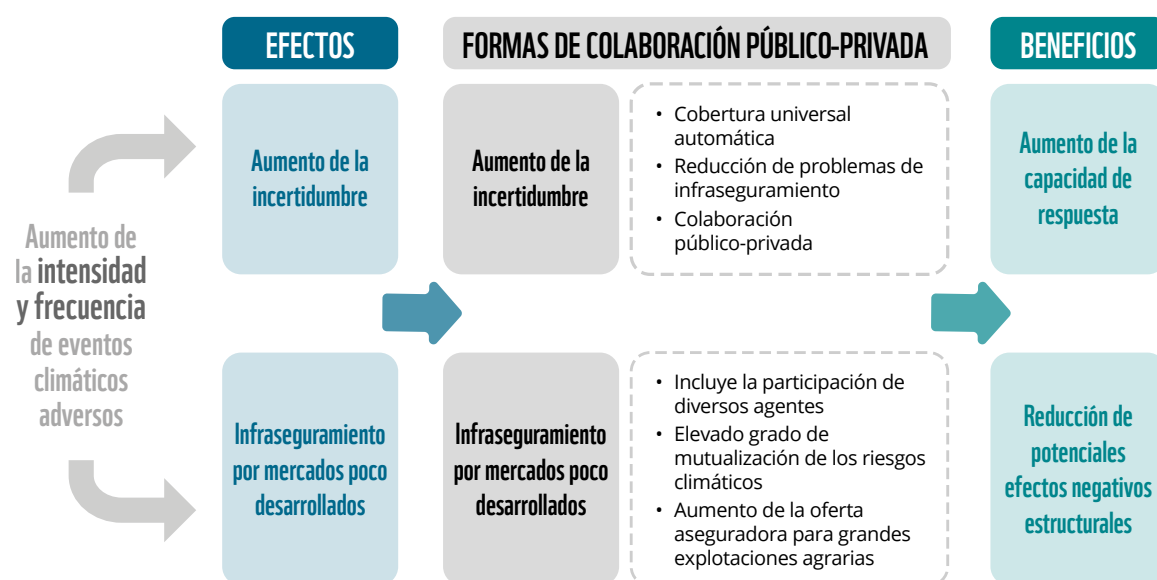 EFECTOS
FORMAS DE COLABORACIÓN PÚBLICO-PRIVADA
BENEFICIOS
Aumento de
la intensidad
y frecuencia
de eventos
climáticos
adversos
Aumento de la
incertidumbre
Aumento de la
incertidumbre
• Cobertura universal
automática
• Reducción de problemas de
infraseguramiento
• Colaboración
público-privada
Aumento de la
capacidad de
respuesta
Infraseguramiento
por mercados poco
desarrollados
Infraseguramiento
por mercados poco
desarrollados
• Incluye la participación de
diversos agentes
• Elevado grado de
mutualización de los riesgos
climáticos
• Aumento de la oferta
aseguradora para grandes
explotaciones agrarias
Reducción de
potenciales
efectos negativos
estructurales